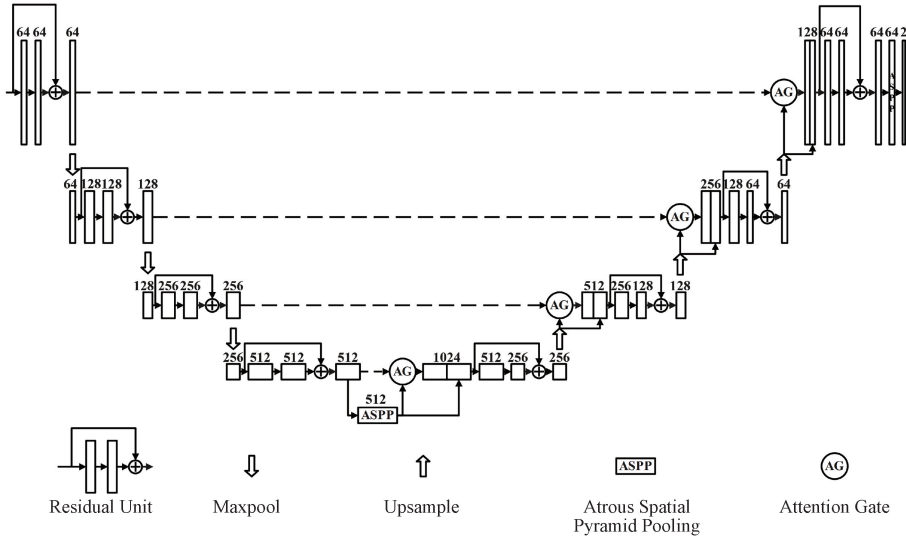 64 64 64
128 64 64 64 64 2
AG
ASPP
64 128 128 128
256 128 64 64
AG
128 256 256 256
512 256 128 128
AG
256 512 512 512
1024 512 256 256
AG
512
ASPP
ASPP
AG
Residual Unit
Maxpool
Upsample
Atrous Spatial
Pyramid Pooling
Attention Gate